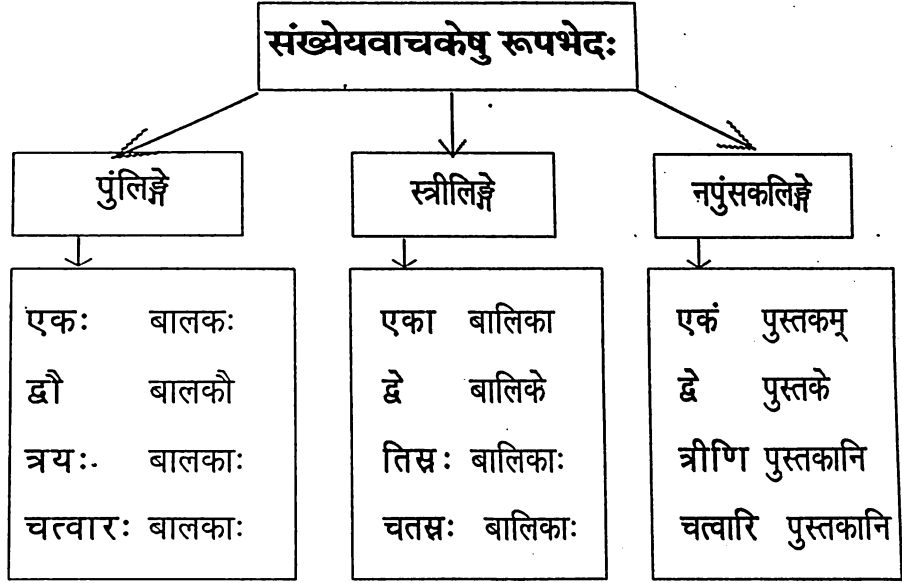 संख्येयवाचकेषु रूपभेदः
पुंलिङ्गे
स्त्रीलिङ्गे
नपुंसकलिङ्गे
एकः बालकः
द्वौ बालकौ
त्रयः बालकाः
चत्वारः बालकाः
एका बालिका
द्वे बालिके
तिस्रः बालिकाः
चतस्रः बालिकाः
एकं पुस्तकम्
द्वे पुस्तके
त्रीणि पुस्तकानि
चत्वारि पुस्तकानि